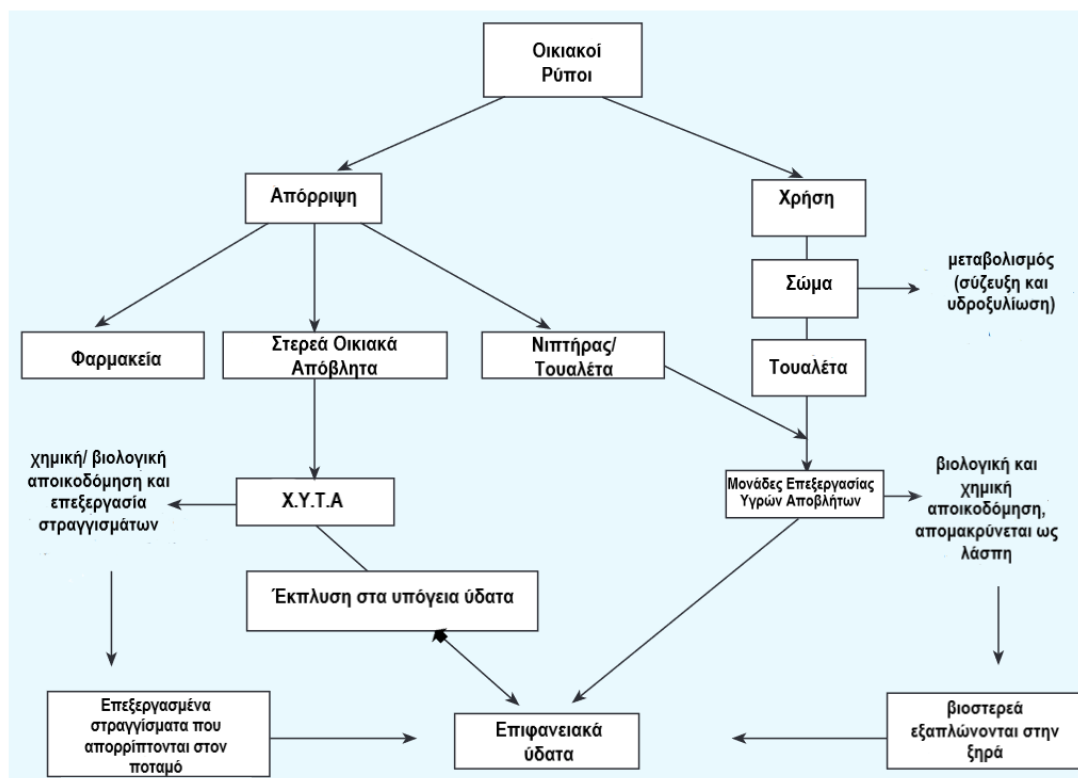 Οικιακοί
Ρύποι
Απόρριψη
Χρήση
Σώμα
μεταβολισμός
(σύζευξη και
υδροξυλίωση)
Φαρμακεία
Στερεά Οικιακά
Απόβλητα
Νιπτήρας/
Τουαλέτα
Τουαλέτα
χημική/ βιολογική
αποικοδόμηση και
επεξεργασία
στραγγισμάτων
Χ.Υ.Τ.Α
Μονάδες Επεξεργασίας
Υγρών Αποβλήτων
βιολογική και
χημική
αποικοδόμηση,
απομακρύνεται ως
λάσπη
Έκπλυση στα υπόγεια ύδατα
Επεξεργασμένα
στραγγίσματα που
απορρίπτονται στον
ποταμό
Επιφανειακά
ύδατα
βιοστερεά
εξαπλώνονται στην
ξηρά